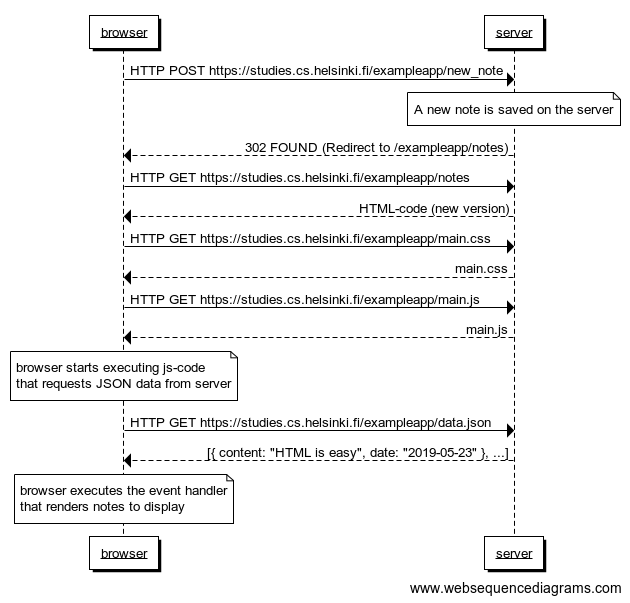 browser
server
HTTP POST https://studies.cs.helsinki.fi/exampleapp/new_note
A new note is saved on the server
302 FOUND (Redirect to /exampleapp/notes)
HTTP GET https://studies.cs.helsinki.fi/exampleapp/notes
HTML-code (new version)
HTTP GET https://studies.cs.helsinki.fi/exampleapp/main.css
main.css
HTTP GET https://studies.cs.helsinki.fi/exampleapp/main.js
main.js
browser starts executing js-code
that requests JSON data from server
HTTP GET https://studies.cs.helsinki.fi/exampleapp/data.json
[{ content: "HTML is easy", date: "2019-05-23" }, ...]
browser executes the event handler
that renders notes to display
browser
server
www.websequencediagrams.com